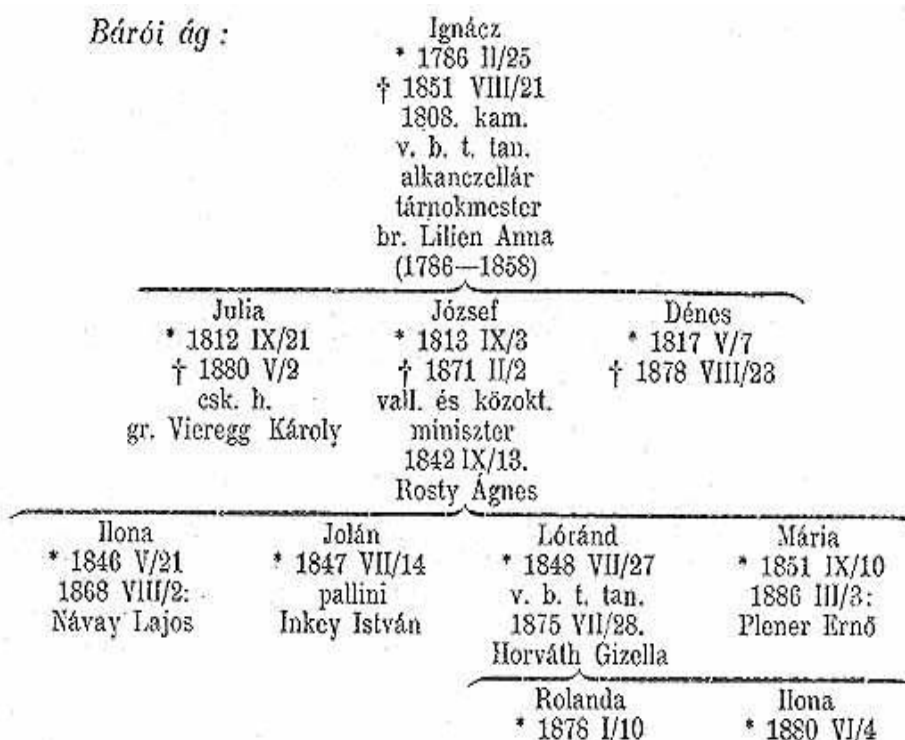 Bárói ág :
Ignácz
* 1786 II/25
† 1851 VIII/21
1808. kam.
v. b. t. tan.
alkanczellár
tárnokmester
br. Lilien Anna
(1786—1858)
Julia
* 1812 IX/21
† 1880 V/2
csk. h.
gr. Vieregg Károly
József
* 1813 IX/3
† 1871 II/2
vall. és közokt.
miniszter
1842 IX/13.
Rosty Ágnes
Dénes
* 1817 V/7
† 1878 VIII/23
Ilona
* 1846 V/21
1868 VIII/2:
Návay Lajos
Jolán
* 1847 VII/14
pallini
Inkey István
Lóránd
* 1848 VII/27
v. b. t. tan.
1875 VII/28.
Horváth Gizella
Mária
* 1851 IX/10
1886 III/3:
Plener Ernő
Rolanda
* 1878 I/10
Ilona
* 1880 VI/4